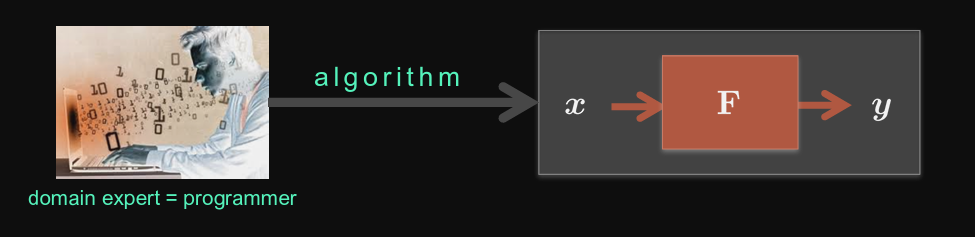 algorithm
x F y
domain expert = programmer